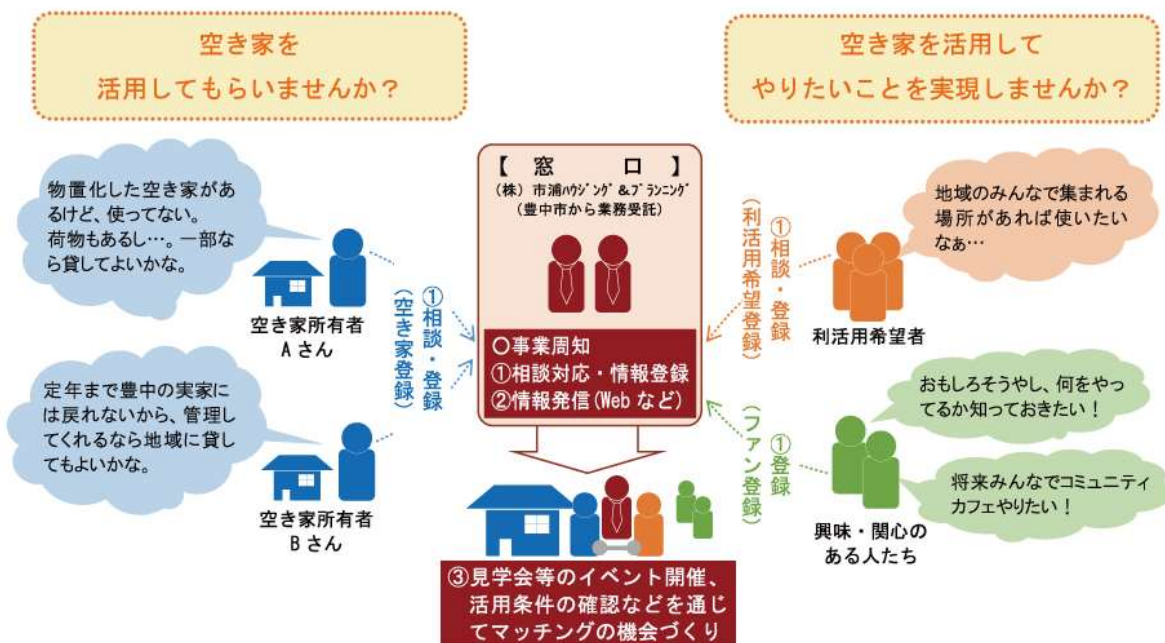 空き家を
活用してもらいませんか？
空き家を活用して
やりたいことを実現しませんか？
物置化した空き家があ
るけど、使ってない。
荷物もあるし…。一部な
ら貸してよいかな。
空き家所有者
Aさん
定年まで豊中の実家に
は戻れないから、管理し
てくれるなら地域に貸し
てもよいかな。
空き家所有者
Bさん
①相談・登録
(空き家登録)
【 窓 口 】
(株) 市浦ﾊｳｼﾞﾝｸﾞ＆ﾌﾟﾗﾝﾆﾝｸﾞ
(豊中市から業務受託)
〇事業周知
①相談対応・情報登録
②情報発信(Webなど)
①相談・登録
(利活用希望登録)
①登録
(ファン登録)
地域のみんなで集まれる
場所があれば使いたい
なぁ…
利活用希望者
おもしろそうやし、何をやっ
てるか知っておきたい！
将来みんなでコミュニティ
カフェやりたい！
興味・関心の
ある人たち
③見学会等のイベント開催、
活用条件の確認などを通じ
てマッチングの機会づくり